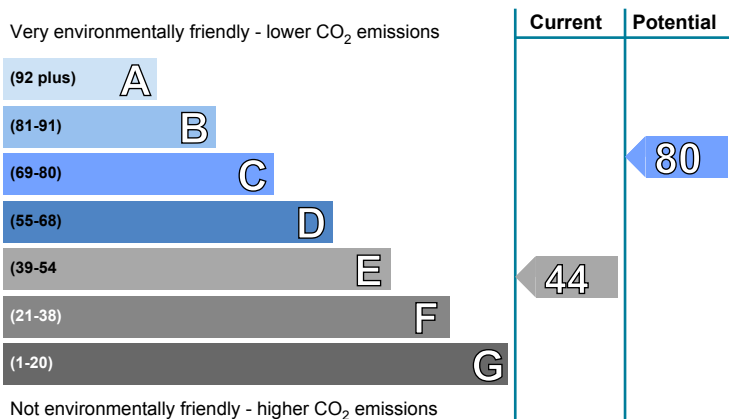 Very environmentally friendly - lower CO2 emissions
Current
Potential
(92 plus) A
(81-91) B
(69-80) C
80
(55-68) D
(39-54 E
44
(21-38) F
(1-20) G
Not environmentally friendly - higher CO2 emissions